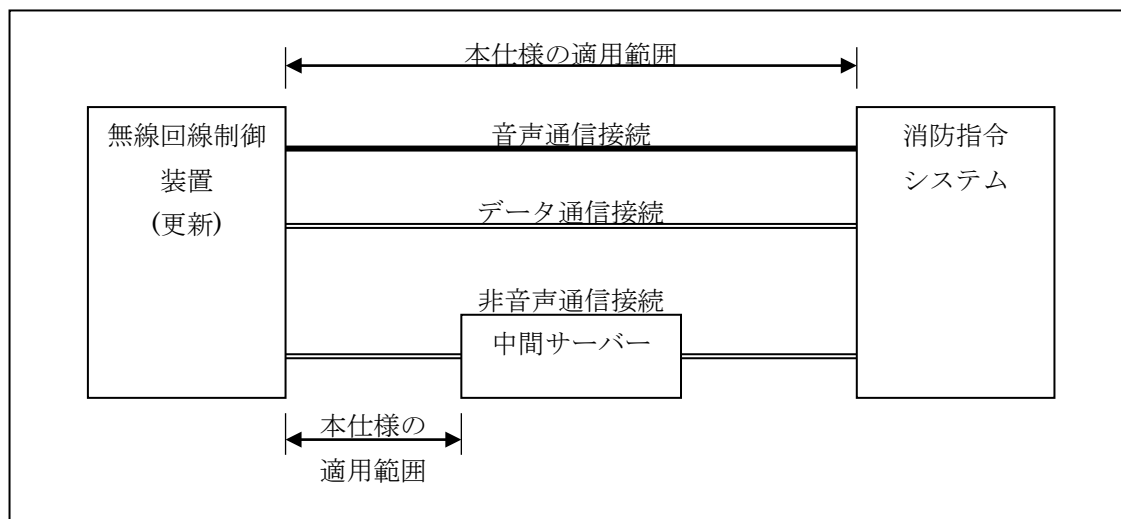 本仕様の適用範囲
無線回線制御
装置
(更新)
音声通信接続
データ通信接続
非音声通信接続
中間サーバー
消防指令
システム
本仕様の
適用範囲